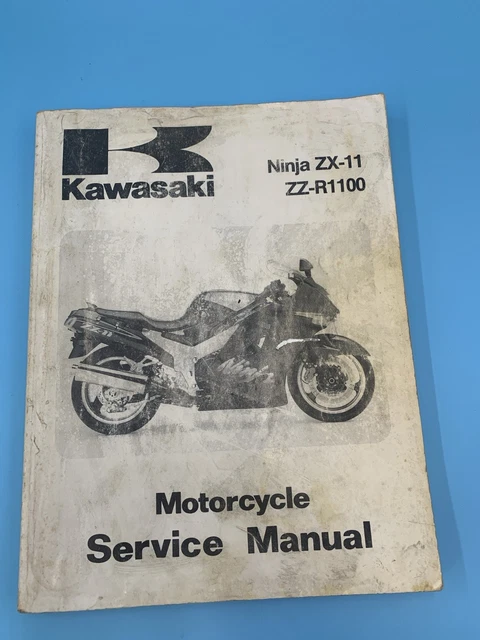 Kawasaki
Ninja ZX-11
ZZ-R1100
Motorcycle
Service Manual